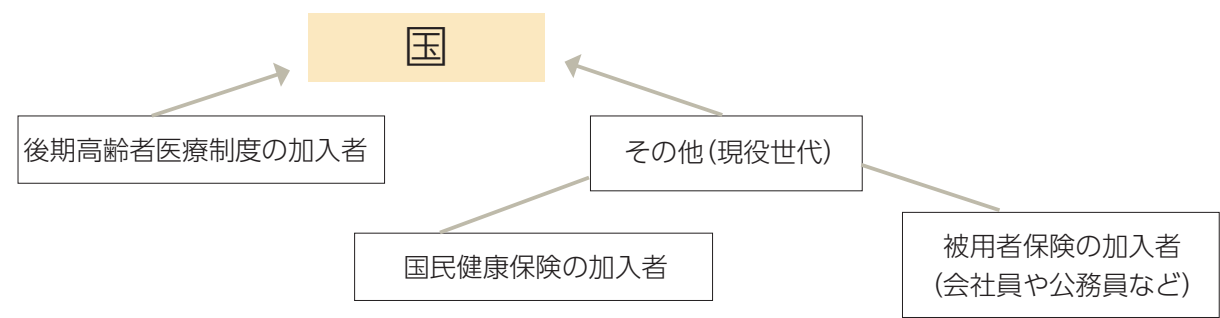 国
後期高齢者医療制度の加入者
その他(現役世代)
国民健康保険の加入者
被用者保険の加入者
(会社員や公務員など)